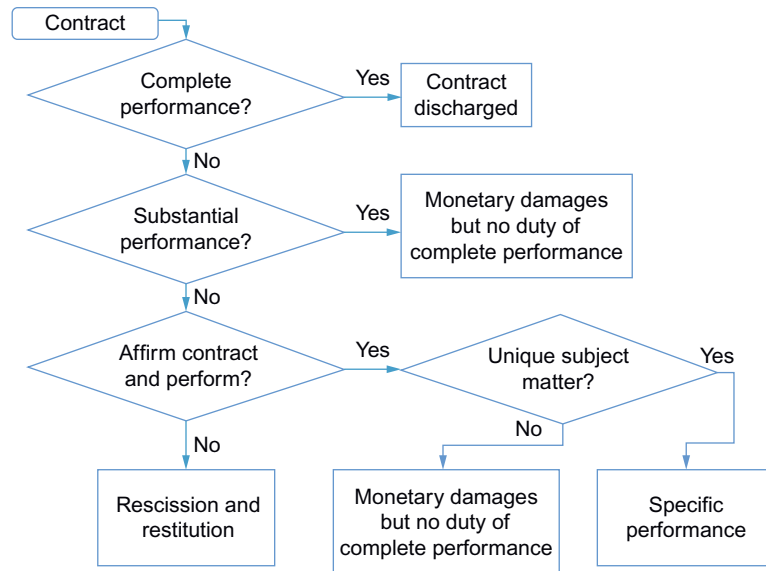 Contract
Complete
performance?
Yes
Contract
discharged
No
Substantial
performance?
Yes
Monetary damages
but no duty of
complete performance
No
Affirm contract
and perform?
Yes
Unique subject
matter?
Yes
No
No
Rescission and
restitution
Monetary damages
but no duty of
complete performance
Specific
performance